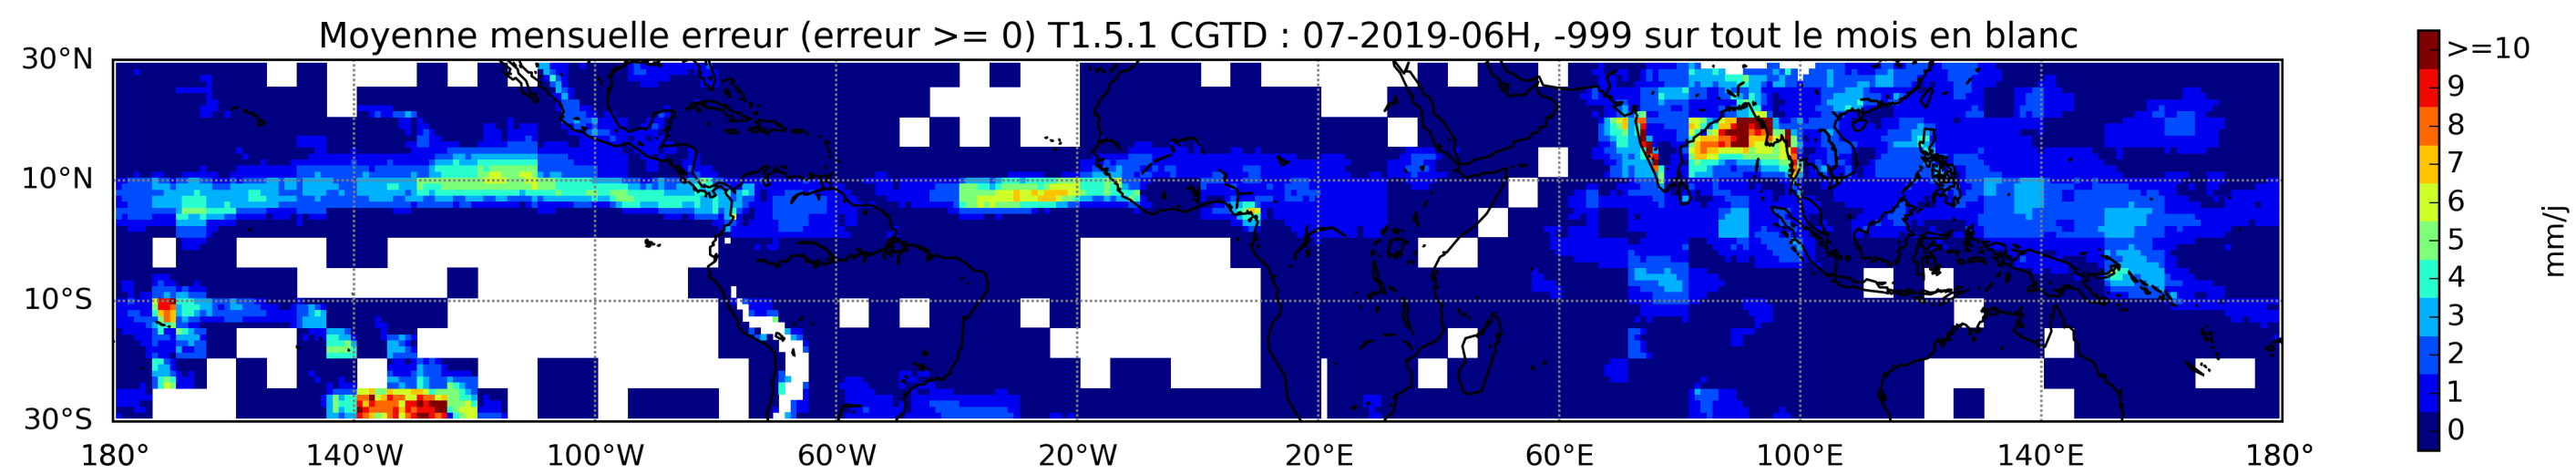 Moyenne mensuelle erreur (erreur >= 0) T1.5.1 CGTD : 07-2019-06H, -999 sur tout le mois en blanc
30°N
10°N
10°S
30°S
180° 140°W 100°W 60°W 20°W 20°E 60°E 100°E 140°E 180°
>=10
9
8
7
6
5
4
3
2
1
0
mm/j